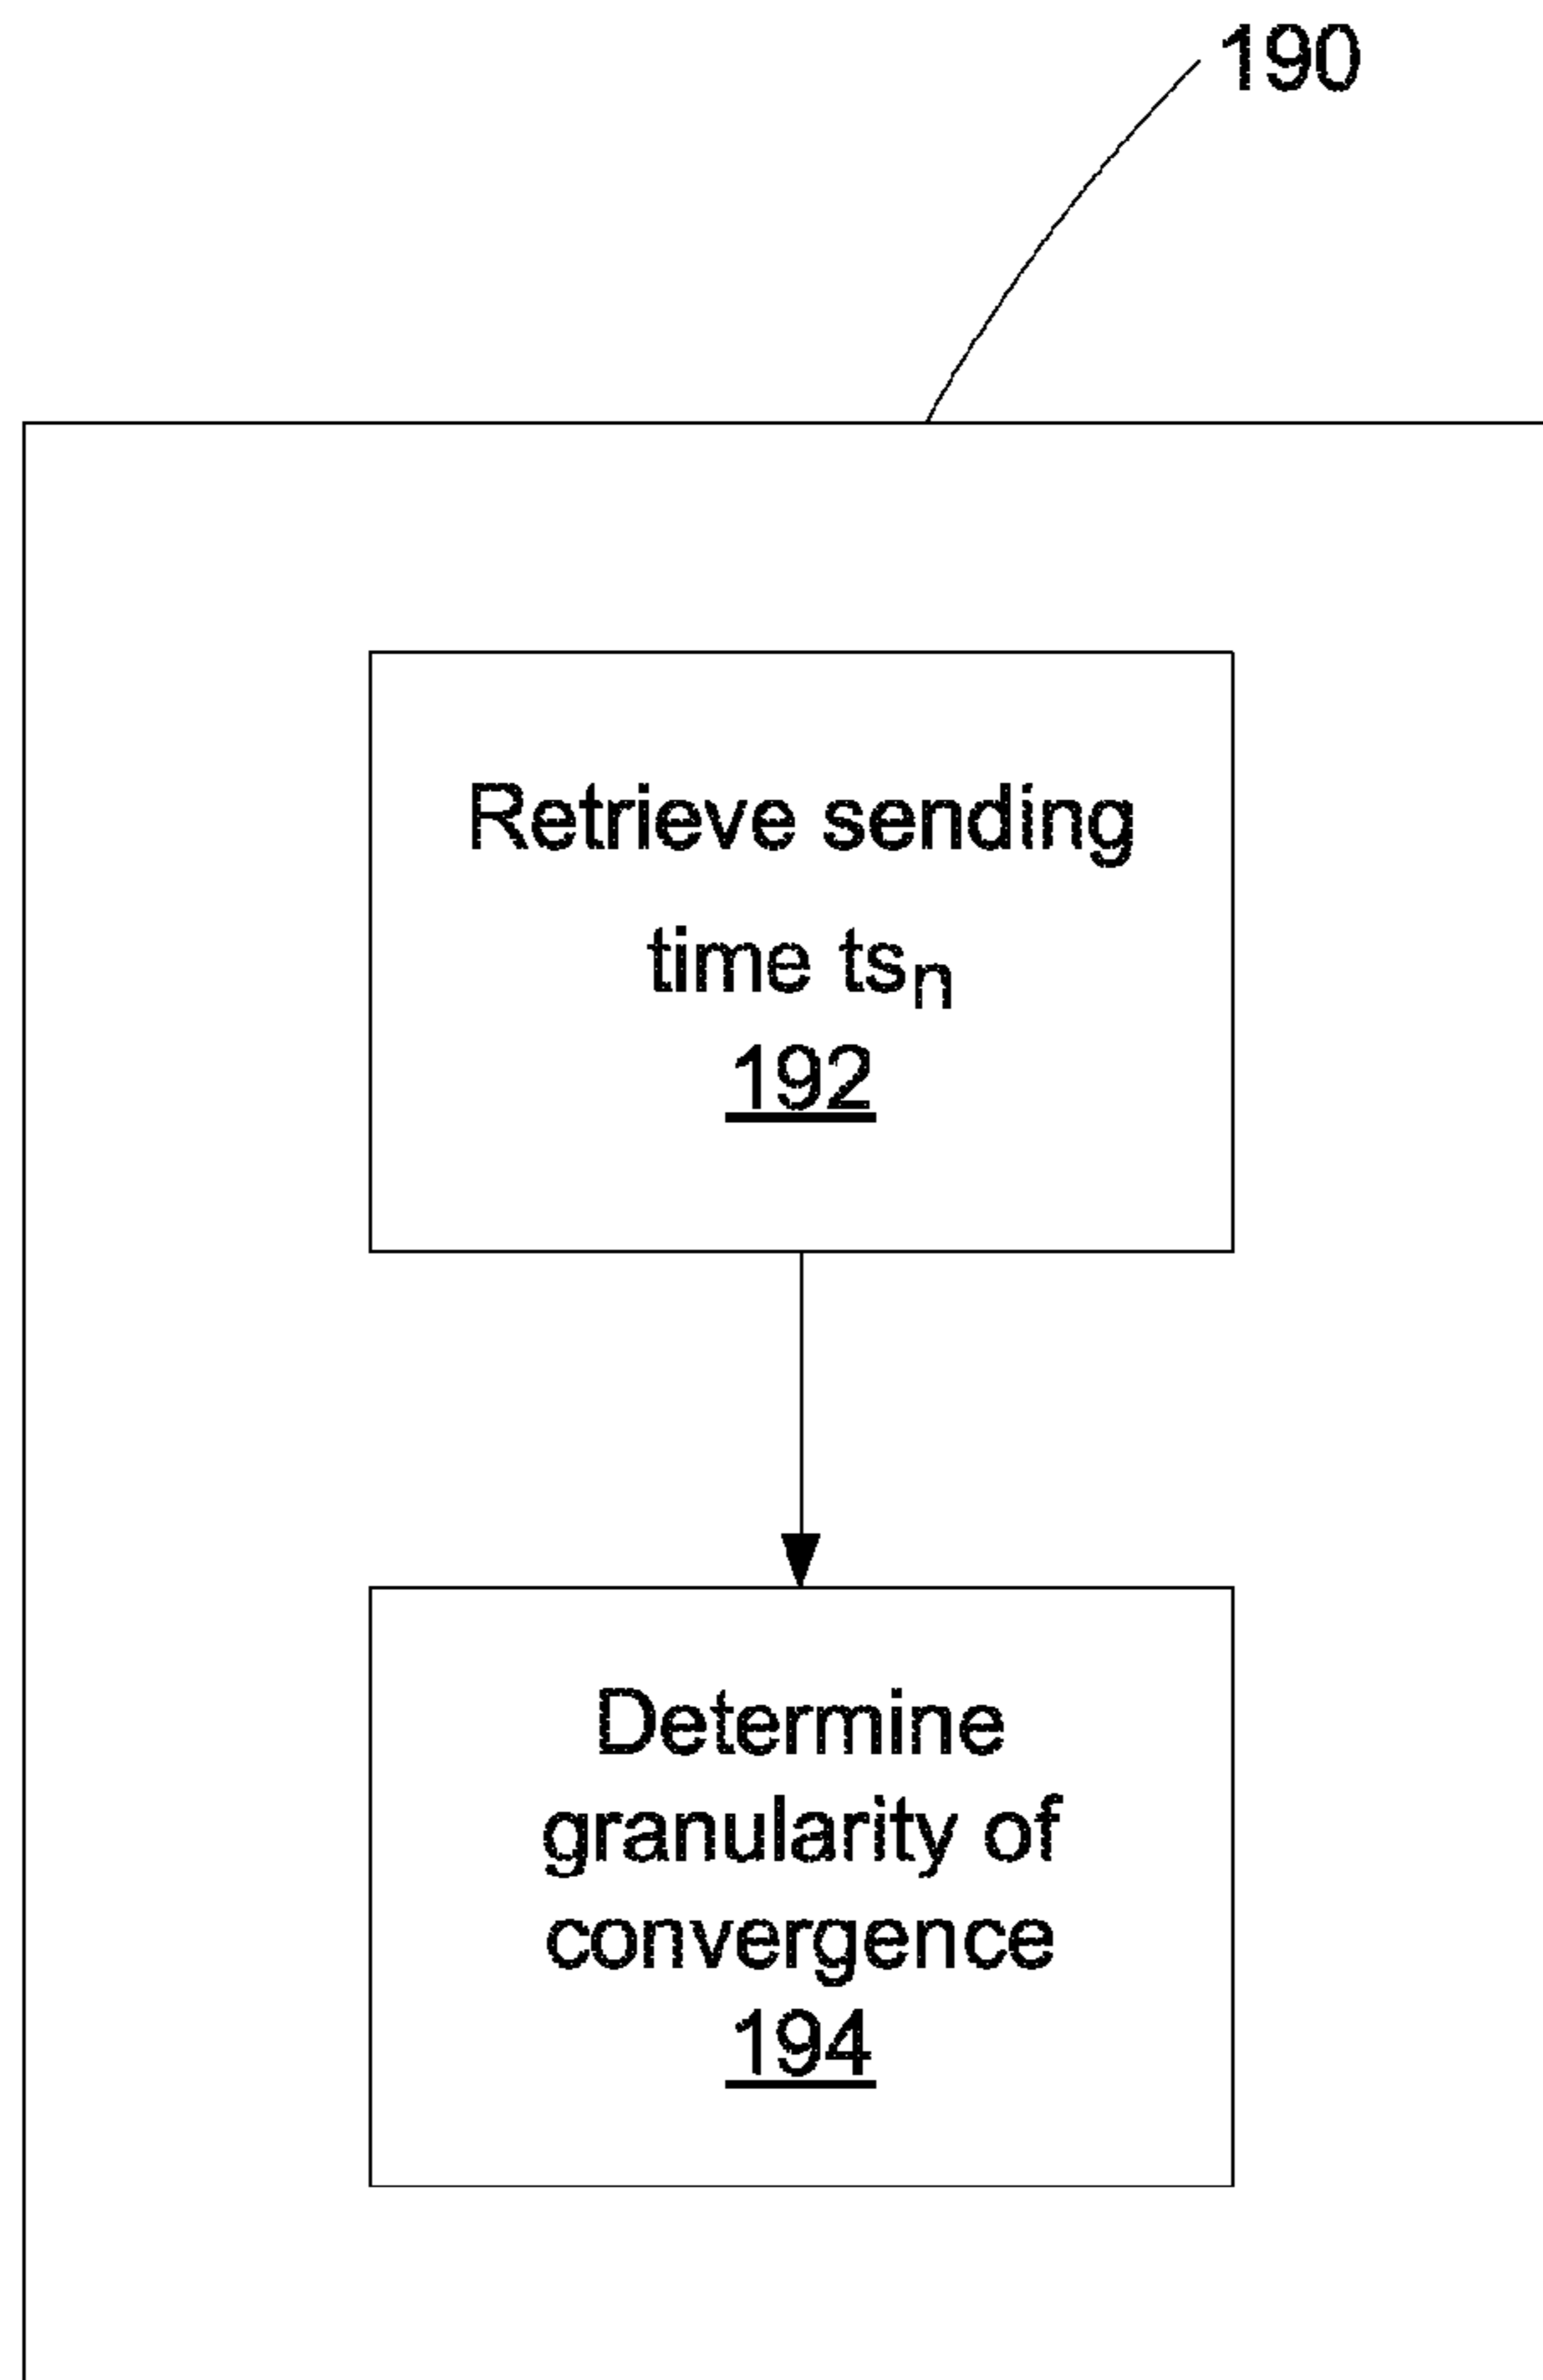 190
Retrieve sending
time tsₙ
192
Determine
granularity of
convergence
194